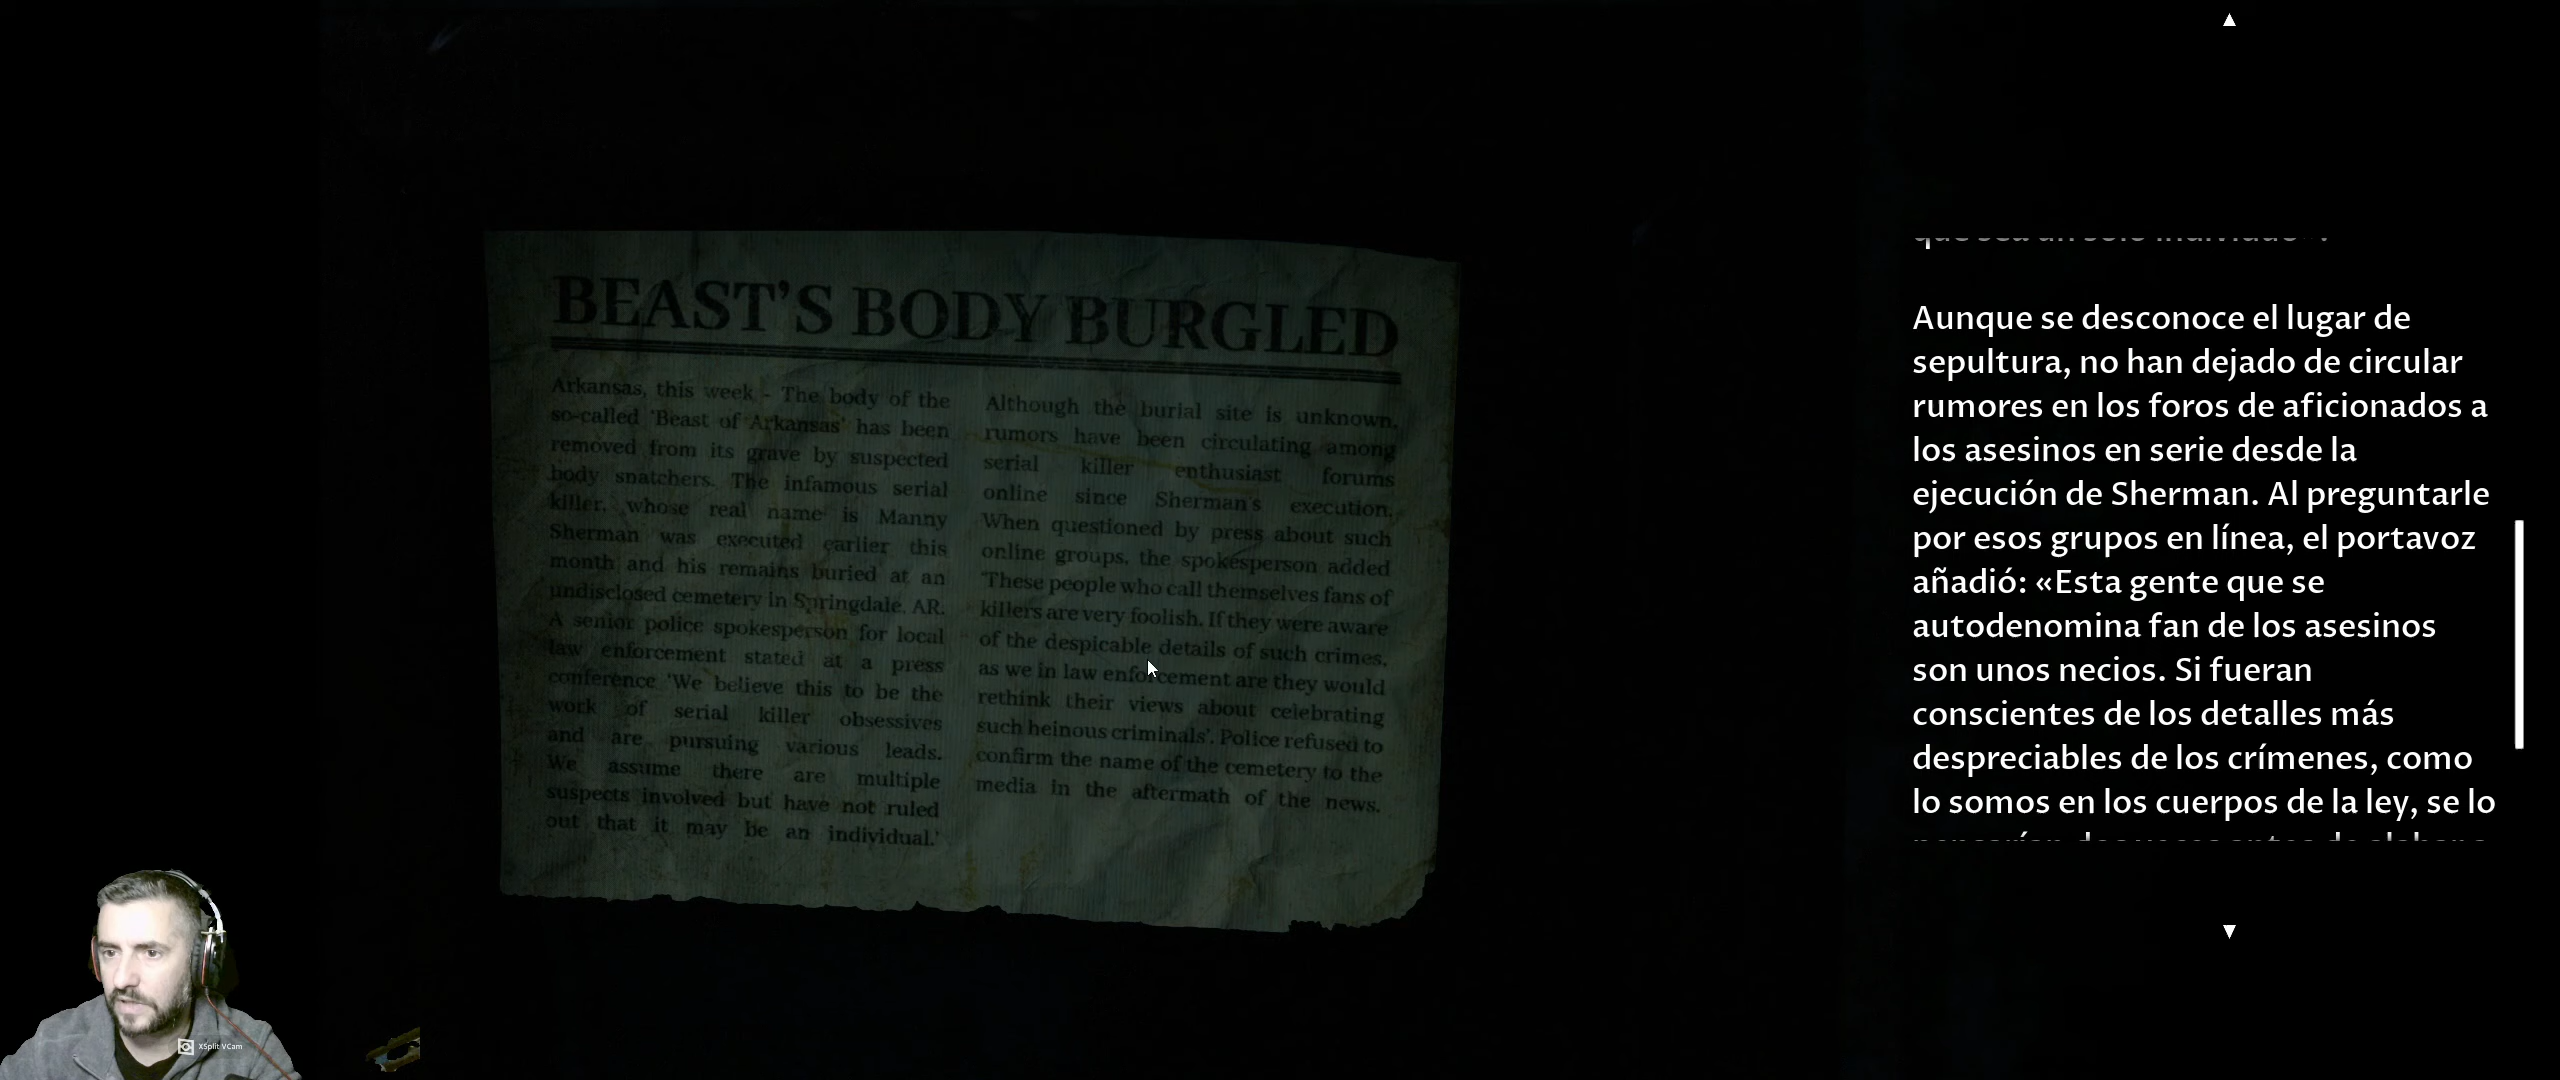 BEAST'S BODY BURGLED
Arkansas, this week - The body of the
so-called 'Beast of Arkansas' has been
removed from its grave by suspected
body snatchers. The infamous serial
killer, whose real name is Manny
Sherman was executed earlier this
month and his remains buried at an
undisclosed cemetery in Springdale, AR.
A senior police spokesperson for local
law enforcement stated at a press
conference 'We believe this to be the
work of serial killer obsessives
and are pursuing various leads.
We assume there are multiple
suspects involved but have not ruled
out that it may be an individual.'
Although the burial site is unknown,
rumors have been circulating among
serial killer enthusiast forums
online since Sherman's execution.
When questioned by press about such
online groups, the spokesperson added
'These people who call themselves fans of
killers are very foolish. If they were aware
of the despicable details of such crimes,
as we in law enforcement are they would
rethink their views about celebrating
such heinous criminals'. Police refused to
confirm the name of the cemetery to the
media in the aftermath of the news.
▲
que sea un solo individuo».
Aunque se desconoce el lugar de
sepultura, no han dejado de circular
rumores en los foros de aficionados a
los asesinos en serie desde la
ejecución de Sherman. Al preguntarle
por esos grupos en línea, el portavoz
añadió: «Esta gente que se
autodenomina fan de los asesinos
son unos necios. Si fueran
conscientes de los detalles más
despreciables de los crímenes, como
lo somos en los cuerpos de la ley, se lo
▼
XSplit VCam